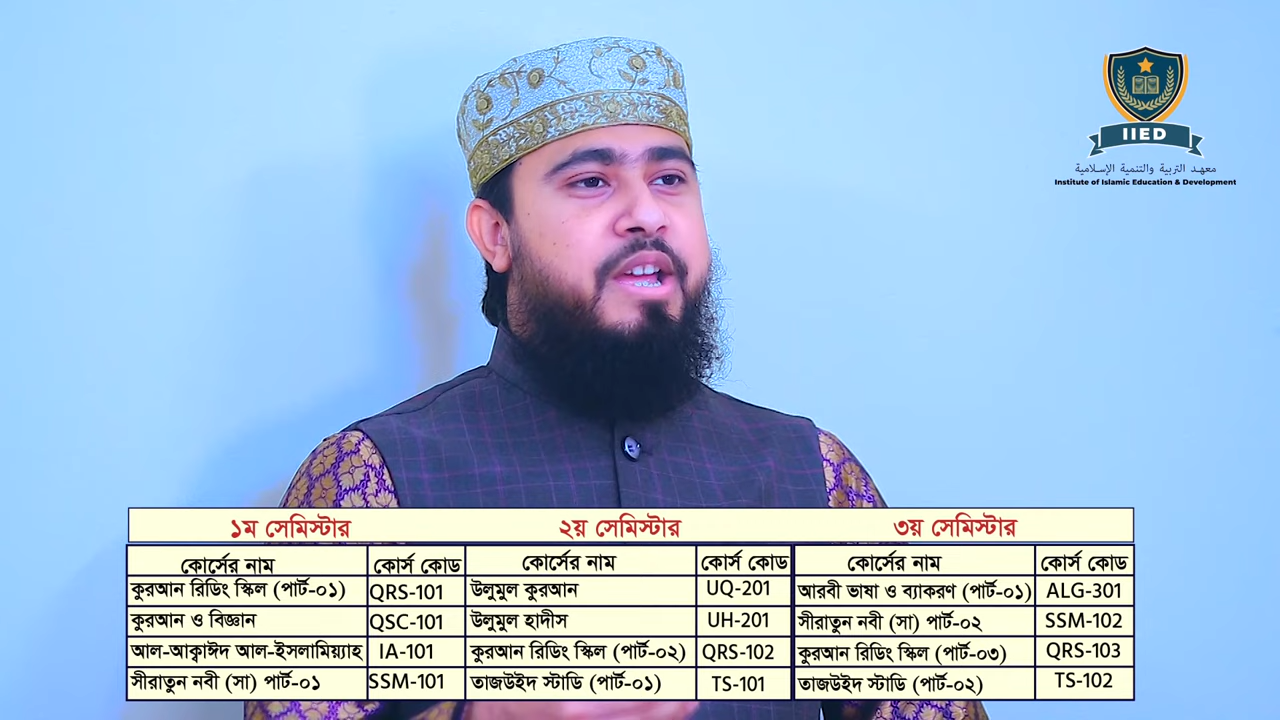 IIED
معهد التربية والتنمية الإسلامية
Institute of Islamic Education & Development
১ম সেমিস্টার ২য় সেমিস্টার ৩য় সেমিস্টার
কোর্সের নাম কোর্স কোড কোর্সের নাম কোর্স কোড কোর্সের নাম কোর্স কোড
কুরআন রিডিং স্কিল (পার্ট-০১) QRS-101 উলুমুল কুরআন UQ-201 আরবী ভাষা ও ব্যাকরণ (পার্ট-০১) ALG-301
কুরআন ও বিজ্ঞান QSC-101 উলুমুল হাদীস UH-201 সীরাতুন নবী (সা) পার্ট-০২ SSM-102
আল-আক্বাঈদ আল-ইসলামিয়্যাহ IA-101 কুরআন রিডিং স্কিল (পার্ট-০২) QRS-102 কুরআন রিডিং স্কিল (পার্ট-০৩) QRS-103
সীরাতুন নবী (সা) পার্ট-০১ SSM-101 তাজউইদ স্টাডি (পার্ট-০১) TS-101 তাজউইদ স্টাডি (পার্ট-০২) TS-102